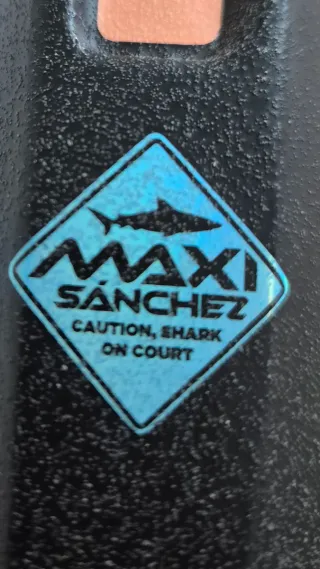 MAXI
SÁNCHEZ
CAUTION, SHARK
ON COURT